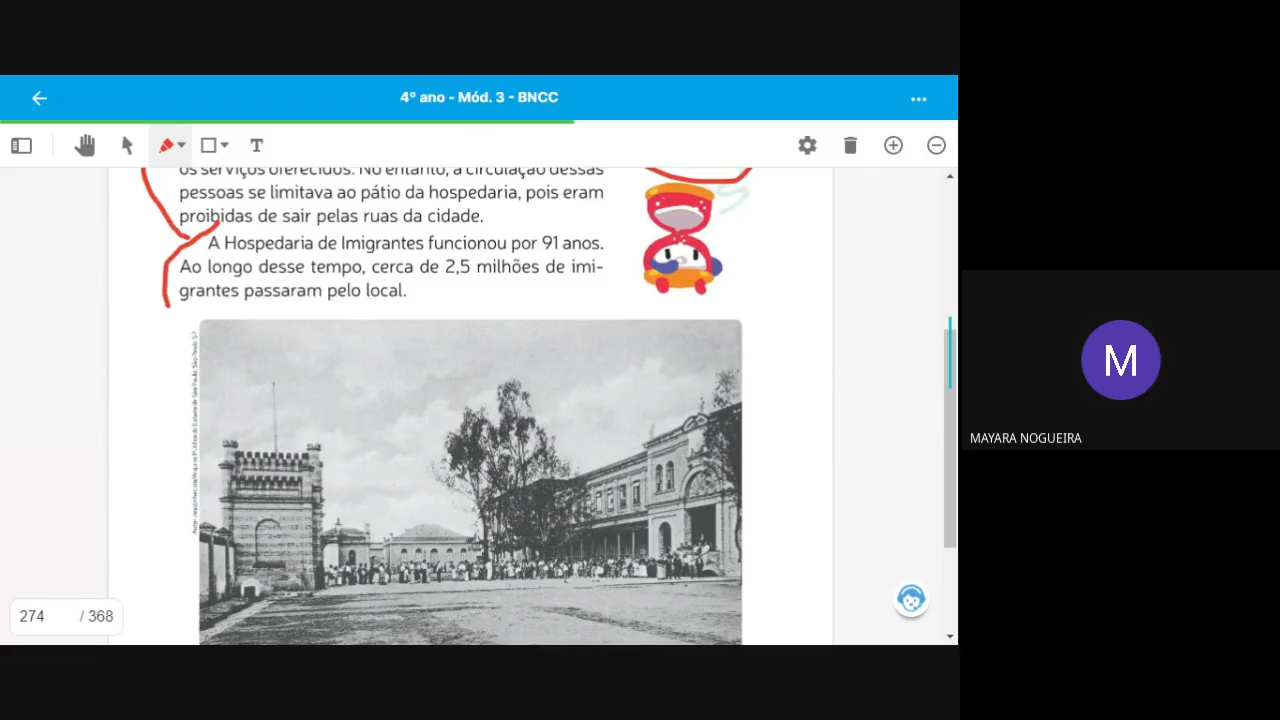 4º ano - Mód. 3 - BNCC
T
os serviços oferecidos. No entanto, a circulação dessas
pessoas se limitava ao pátio da hospedaria, pois eram
proibidas de sair pelas ruas da cidade.
A Hospedaria de Imigrantes funcionou por 91 anos.
Ao longo desse tempo, cerca de 2,5 milhões de imi-
grantes passaram pelo local.
274 / 368
M
MAYARA NOGUEIRA